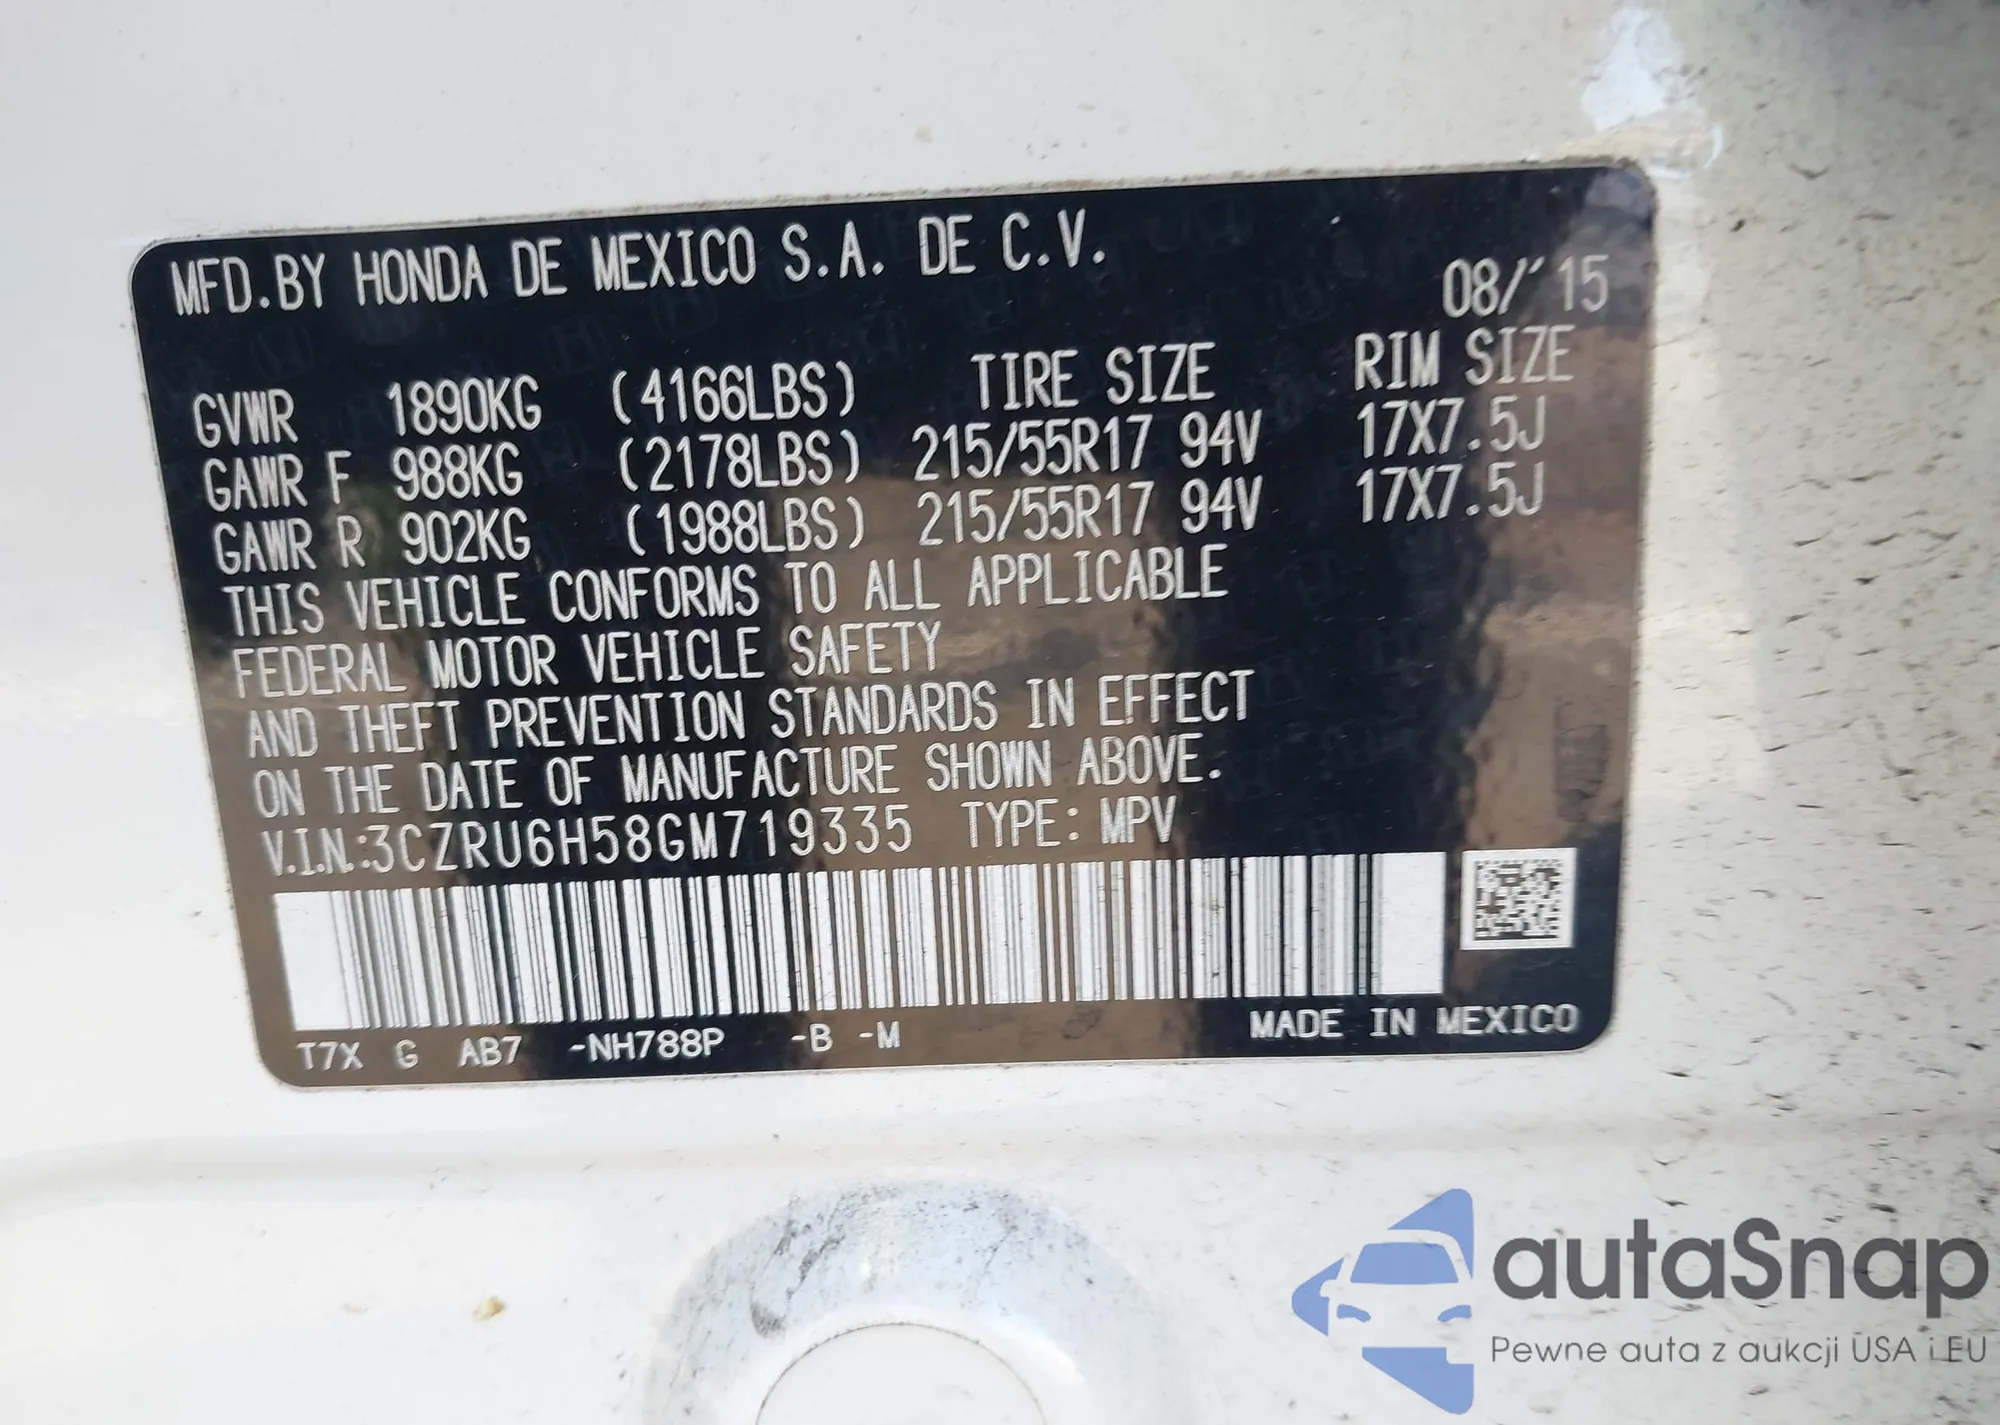 MFD.BY HONDA DE MEXICO S.A. DE C.V.
08/'15
GVWR 1890KG (4166LBS) TIRE SIZE RIM SIZE
GAWR F 988KG (2178LBS) 215/55R17 94V 17X7.5J
GAWR R 902KG (1988LBS) 215/55R17 94V 17X7.5J
THIS VEHICLE CONFORMS TO ALL APPLICABLE
FEDERAL MOTOR VEHICLE SAFETY
AND THEFT PREVENTION STANDARDS IN EFFECT
ON THE DATE OF MANUFACTURE SHOWN ABOVE.
V.I.N.:3CZRU6H58GM719335 TYPE: MPV
T7X G AB7 -NH788P -B -M MADE IN MEXICO
autaSnap
Pewne auta z aukcji USA i EU